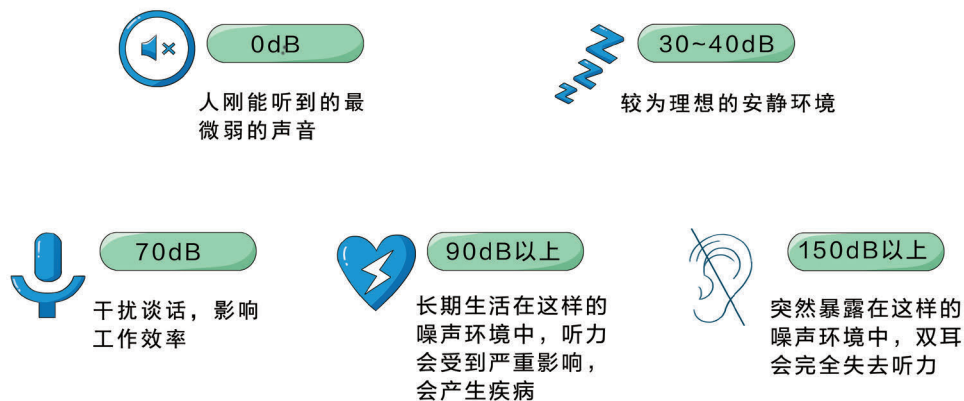 0dB
人刚能听到的最
微弱的声音
30~40dB
较为理想的安静环境
70dB
干扰谈话，影响
工作效率
90dB以上
长期生活在这样的
噪声环境中，听力
会受到严重影响，
会产生疾病
150dB以上
突然暴露在这样的
噪声环境中，双耳
会完全失去听力